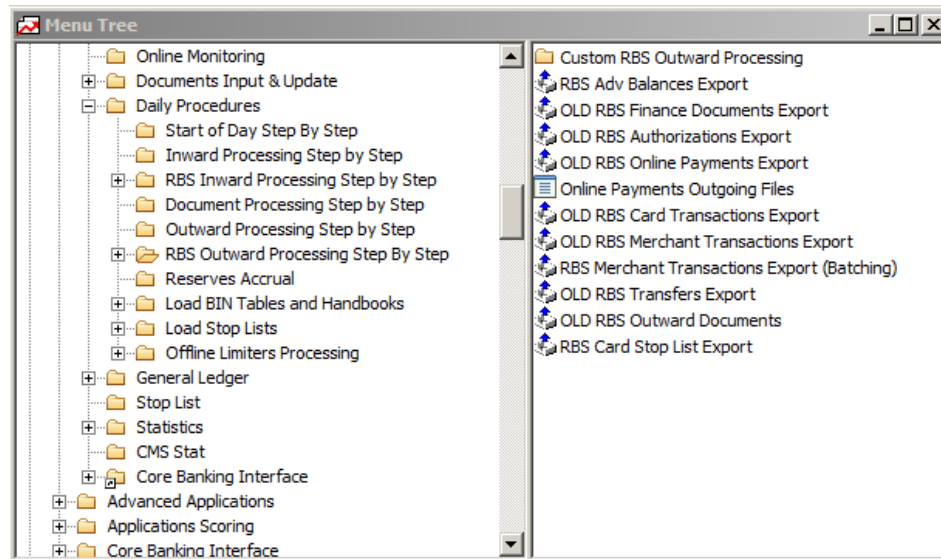 Menu Tree
Online Monitoring
Documents Input & Update
Daily Procedures
Start of Day Step By Step
Inward Processing Step by Step
RBS Inward Processing Step by Step
Document Processing Step by Step
Outward Processing Step by Step
RBS Outward Processing Step By Step
Reserves Accrual
Load BIN Tables and Handbooks
Load Stop Lists
Offline Limiters Processing
General Ledger
Stop List
Statistics
CMS Stat
Core Banking Interface
Advanced Applications
Applications Scoring
Core Banking Interface
Custom RBS Outward Processing
RBS Adv Balances Export
OLD RBS Finance Documents Export
OLD RBS Authorizations Export
OLD RBS Online Payments Export
Online Payments Outgoing Files
OLD RBS Card Transactions Export
OLD RBS Merchant Transactions Export
RBS Merchant Transactions Export (Batching)
OLD RBS Transfers Export
OLD RBS Outward Documents
RBS Card Stop List Export